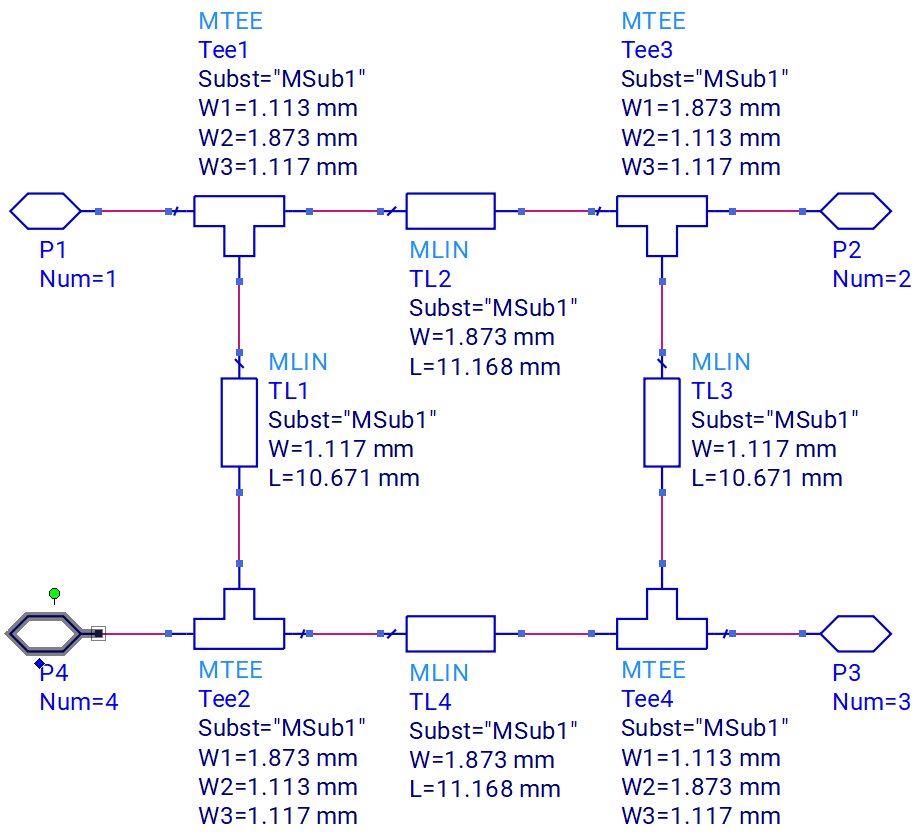 MTEE
Tee1
Subst="MSub1"
W1=1.113 mm
W2=1.873 mm
W3=1.117 mm
MTEE
Tee3
Subst="MSub1"
W1=1.873 mm
W2=1.113 mm
W3=1.117 mm
P1
Num=1
MLIN
TL2
Subst="MSub1"
W=1.873 mm
L=11.168 mm
P2
Num=2
MLIN
TL1
Subst="MSub1"
W=1.117 mm
L=10.671 mm
MLIN
TL3
Subst="MSub1"
W=1.117 mm
L=10.671 mm
P4
Num=4
MTEE
Tee2
Subst="MSub1"
W1=1.873 mm
W2=1.113 mm
W3=1.117 mm
MLIN
TL4
Subst="MSub1"
W=1.873 mm
L=11.168 mm
MTEE
Tee4
Subst="MSub1"
W1=1.113 mm
W2=1.873 mm
W3=1.117 mm
P3
Num=3